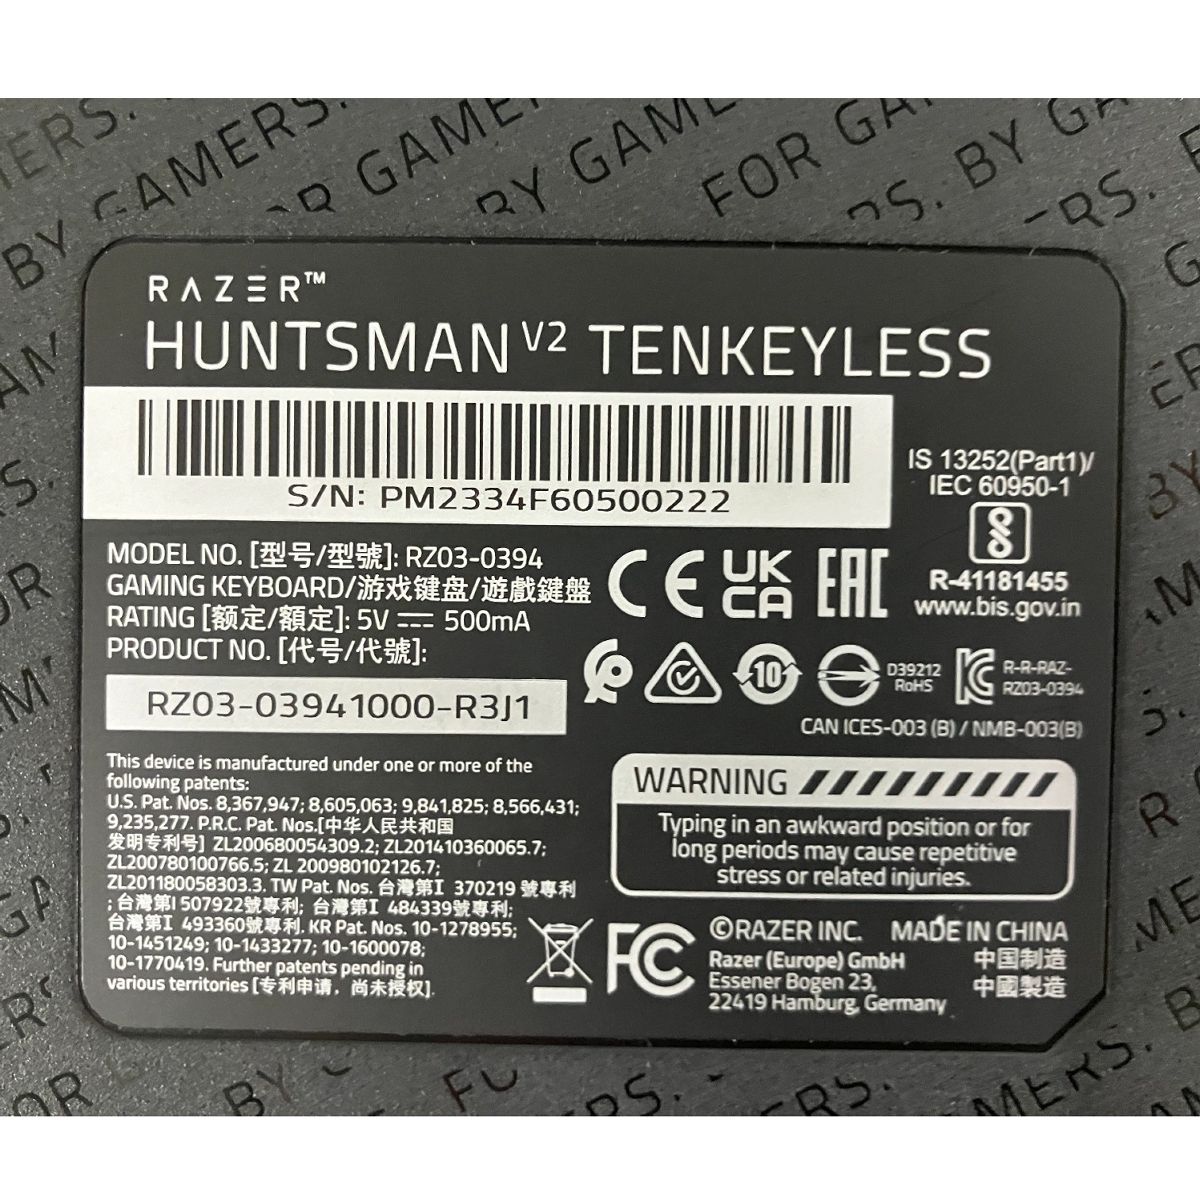 RAZER™
HUNTSMAN V2 TENKEYLESS
S/N: PM2334F60500222
MODEL NO. [型号/型號]: RZ03-0394
GAMING KEYBOARD/游戏键盘/遊戲鍵盤
RATING [额定/額定]: 5V ⎓ 500mA
PRODUCT NO. [代号/代號]:
RZ03-03941000-R3J1
IS 13252(Part1)/
IEC 60950-1
R-41181455
www.bis.gov.in
CE UK CA EAC
10
D39212
RoHS
R-R-RAZ-
RZ03-0394
CAN ICES-003 (B) / NMB-003(B)
This device is manufactured under one or more of the
following patents:
U.S. Pat. Nos. 8,367,947; 8,605,063; 9,841,825; 8,566,431;
9,235,277. P.R.C. Pat. Nos.[中华人民共和国
发明专利号] ZL200680054309.2; ZL201410360065.7;
ZL200780100766.5; ZL 200980102126.7;
ZL201180058303.3. TW Pat. Nos. 台灣第I 370219 號專利
; 台灣第I 507922號專利; 台灣第I 484339號專利;
台灣第I 493360號專利. KR Pat. Nos. 10-1278955;
10-1451249; 10-1433277; 10-1600078;
10-1770419. Further patents pending in
various territories [专利申请，尚未授权].
WARNING
Typing in an awkward position or for
long periods may cause repetitive
stress or related injuries.
FC
©RAZER INC. MADE IN CHINA
Razer (Europe) GmbH 中国制造
Essener Bogen 23, 中國製造
22419 Hamburg, Germany
BY GAMERS.
FOR GAMERS.
BY GAMERS.